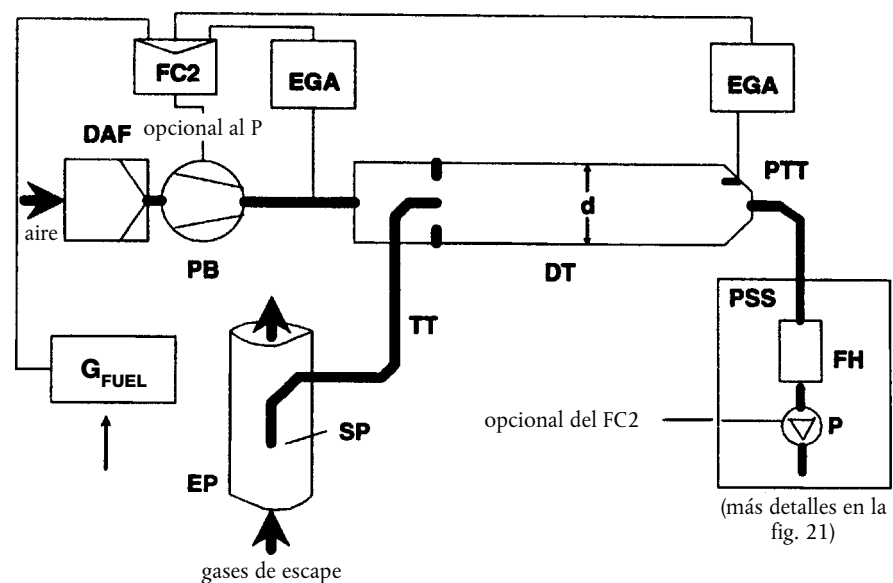 FC2
EGA
EGA
opcional al P
DAF
PTT
aire
d
PB
DT
PSS
TT
G FUEL
FH
SP
opcional del FC2
P
EP
(más detalles en la
fig. 21)
gases de escape